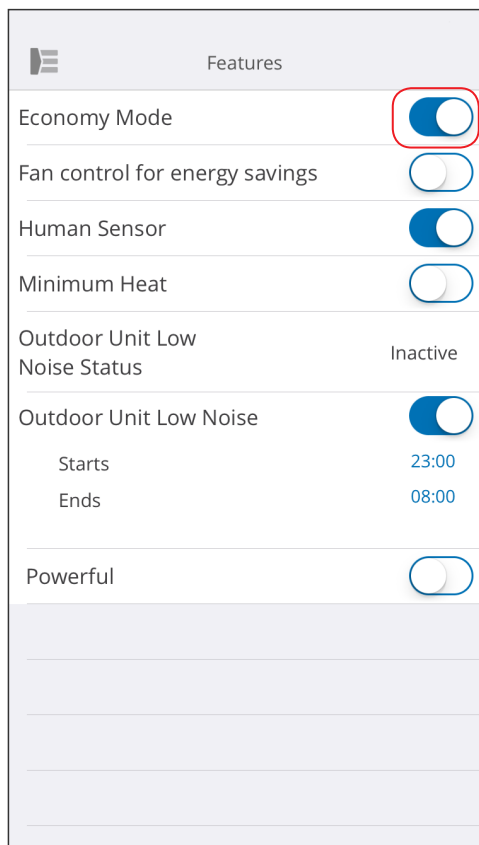 Features
Economy Mode
Fan control for energy savings
Human Sensor
Minimum Heat
Outdoor Unit Low
Noise Status
Inactive
Outdoor Unit Low Noise
Starts 23:00
Ends 08:00
Powerful